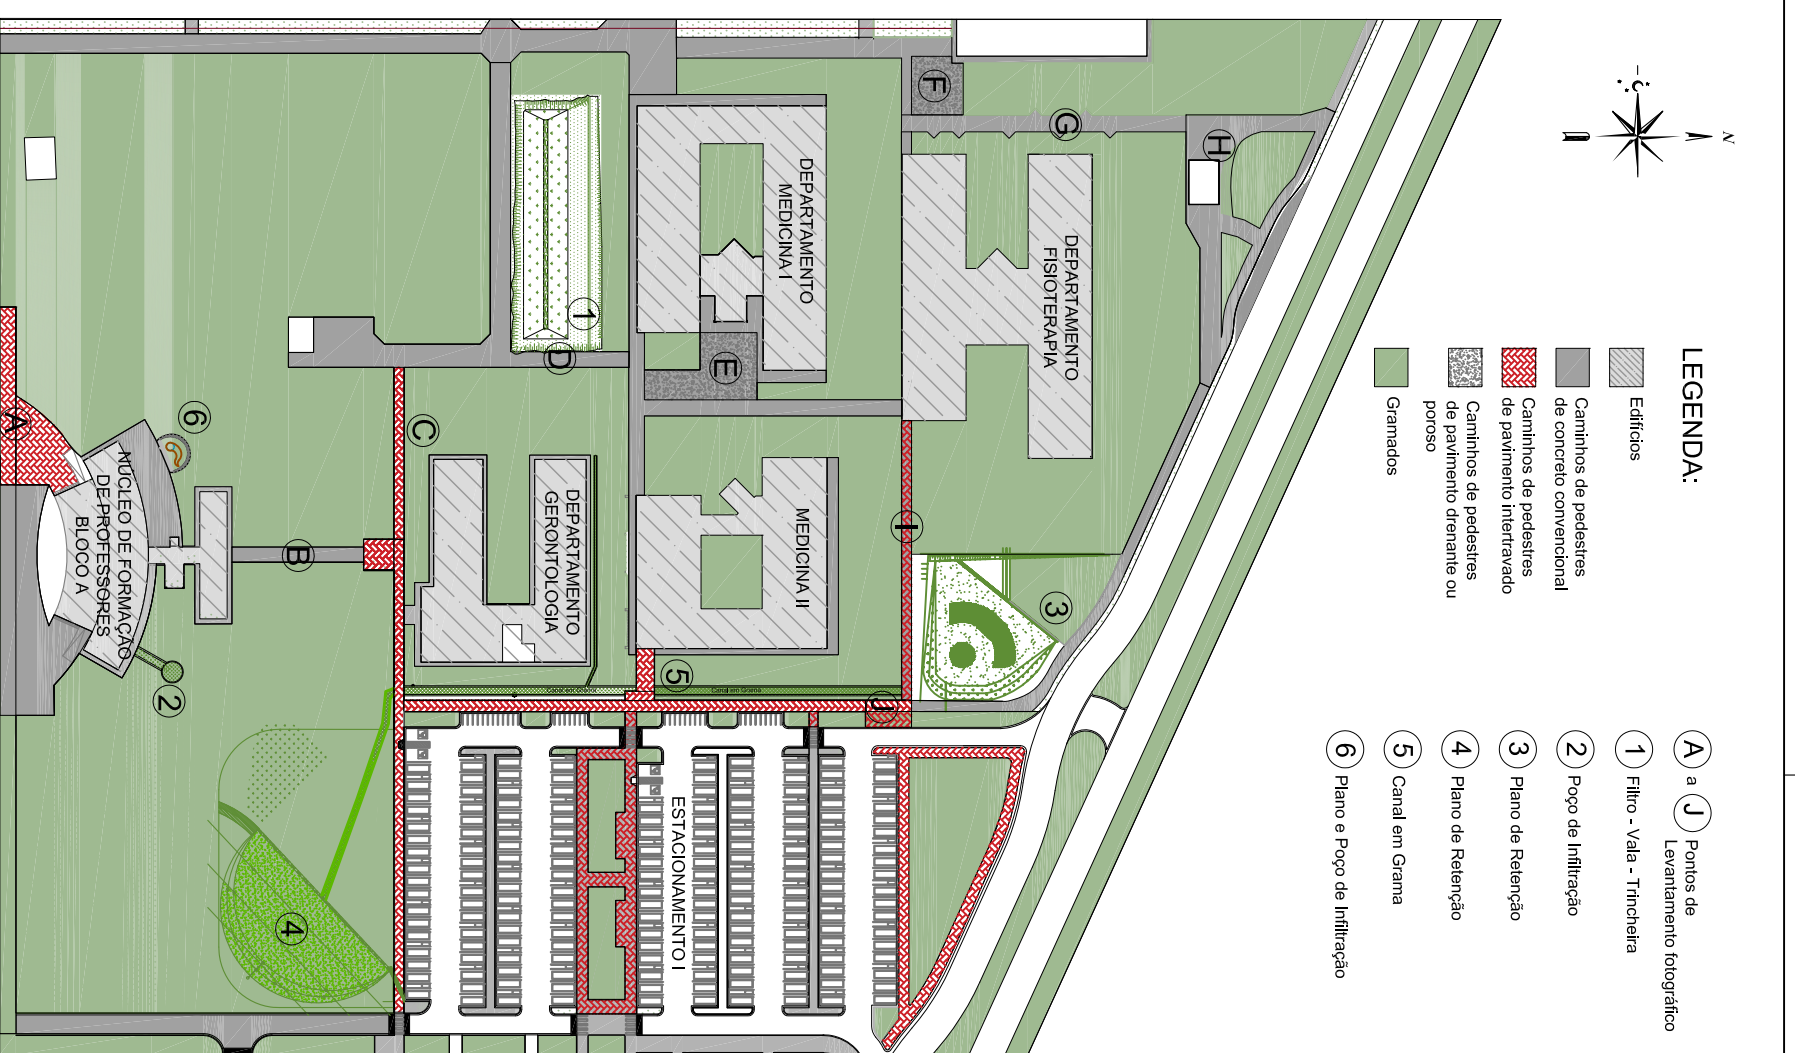 LEGENDA:
Edifícios
Caminhos de pedestres
de concreto convencional
Caminhos de pedestres
de pavimento intertravado
Caminhos de pedestres
de pavimento drenante ou
poroso
Gramados
A a J Pontos de
Levantamento fotográfico
1 Filtro - Vala - Trincheira
2 Poço de Infiltração
3 Plano de Retenção
4 Plano de Retenção
5 Canal em Grama
6 Plano e Poço de Infiltração
N
H
G
F
DEPARTAMENTO
FISIOTERAPIA
3
I
J
DEPARTAMENTO
MEDICINA I
E
MEDICINA II
5
Canal em Grama
ESTACIONAMENTO I
1
D
DEPARTAMENTO
GERONTOLOGIA
Canal em Grama
C
B
6
2
4
A
NÚCLEO DE FORMAÇÃO
DE PROFESSORES
BLOCO A